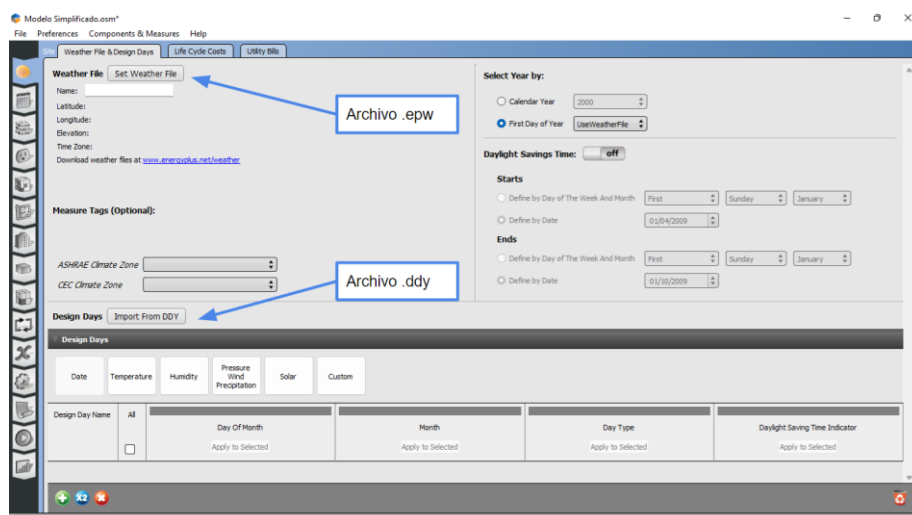 Modelo Simplificado.osm*
File Preferences Components & Measures Help
Site Weather File & Design Days Life Cycle Costs Utility Bills
Weather File Set Weather File
Name:
Latitude:
Longitude:
Elevation:
Time Zone:
Download weather files at www.energyplus.net/weather
Measure Tags (Optional):
ASHRAE Climate Zone
CEC Climate Zone
Archivo .epw
Archivo .ddy
Select Year by:
Calendar Year 2000
First Day of Year UseWeatherFile
Daylight Savings Time: off
Starts
Define by Day of The Week And Month First Sunday January
Define by Date 01/04/2009
Ends
Define by Day of The Week And Month First Sunday January
Define by Date 01/10/2009
Design Days Import From DDY
Design Days
Date Temperature Humidity Pressure Wind Precipitation Solar Custom
Design Day Name All Day Of Month Month Day Type Daylight Saving Time Indicator
Apply to Selected Apply to Selected Apply to Selected Apply to Selected
X2